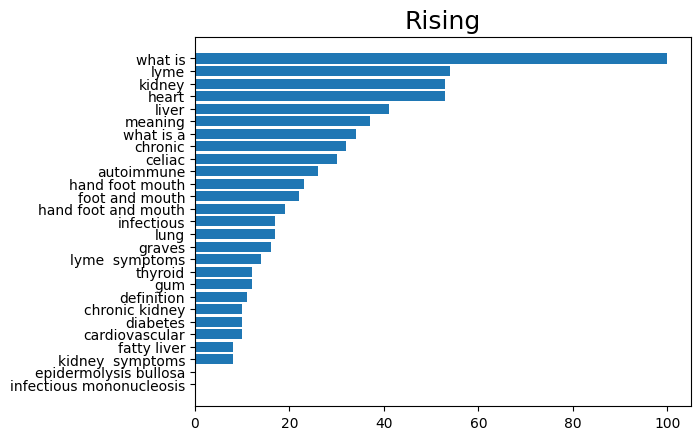 Rising
what is
lyme
kidney
heart
liver
meaning
what is a
chronic
celiac
autoimmune
hand foot mouth
foot and mouth
hand foot and mouth
infectious
lung
graves
lyme  symptoms
thyroid
gum
definition
chronic kidney
diabetes
cardiovascular
fatty liver
kidney  symptoms
epidermolysis bullosa
infectious mononucleosis
0 20 40 60 80 100